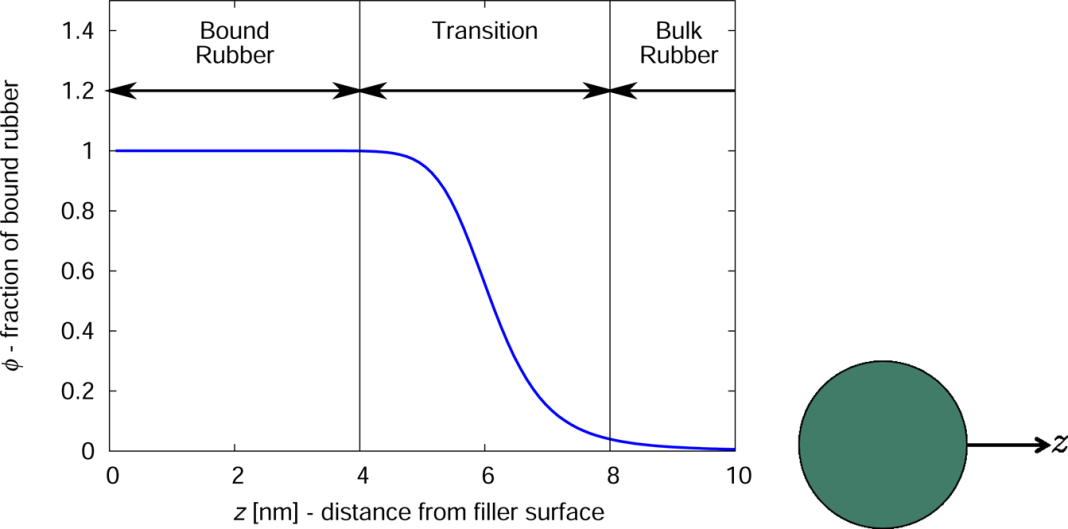 Bound
Rubber
Transition
Bulk
Rubber
1.4
1.2
1
0.8
0.6
0.4
0.2
0
0 2 4 6 8 10
ϕ - fraction of bound rubber
z [nm] - distance from filler surface
z